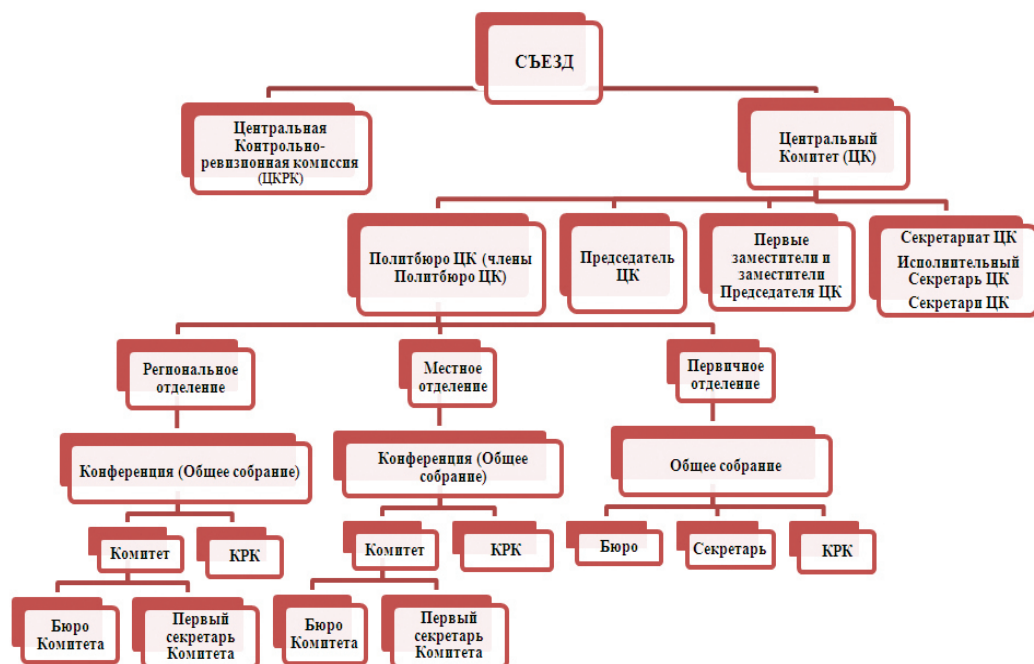 СЪЕЗД
Центральная
Контрольно-
ревизионная комиссия
(ЦКРК)
Центральный
Комитет (ЦК)
Политбюро ЦК (члены
Политбюро ЦК)
Председатель
ЦК
Первые
заместители и
заместители
Председателя ЦК
Секретариат ЦК
Исполнительный
Секретарь ЦК
Секретари ЦК
Региональное
отделение
Местное
отделение
Первичное
отделение
Конференция (Общее собрание)
Конференция (Общее
собрание)
Общее собрание
Комитет
КРК
Комитет
КРК
Бюро
Секретарь
КРК
Бюро
Комитета
Первый
секретарь
Комитета
Бюро
Комитета
Первый
секретарь
Комитета